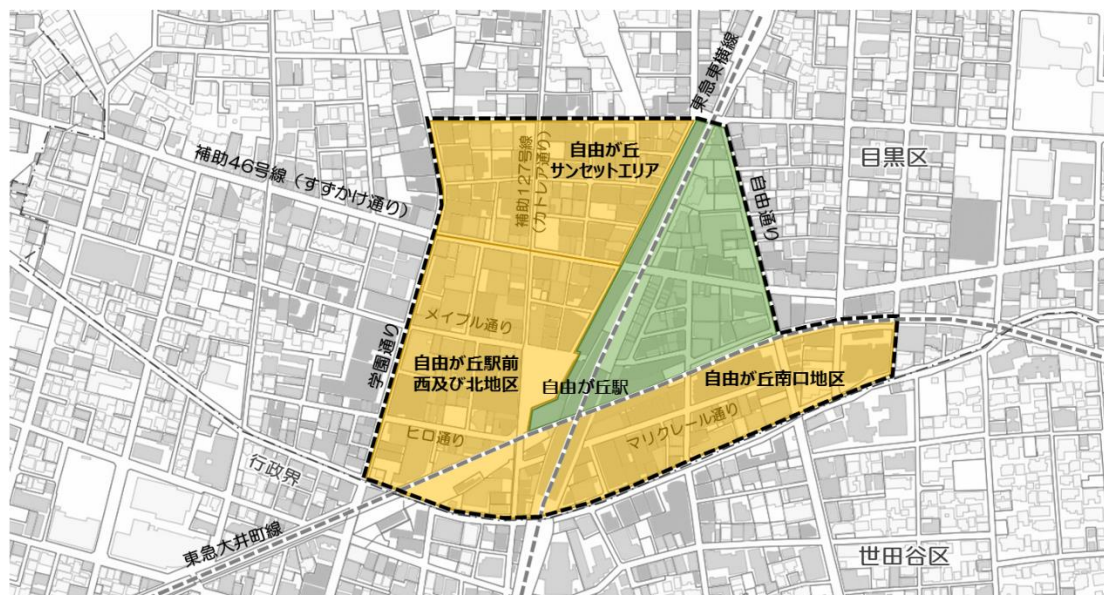 東急東横線
自由が丘
サンセットエリア
目黒区
補助46号線（すずかけ通り）
補助127号線
（カトレア通り）
自由通り
メイプル通り
学園通り
自由が丘駅前
西及び北地区
自由が丘駅
自由が丘南口地区
ヒロ通り
マリクレール通り
行政界
東急大井町線
世田谷区